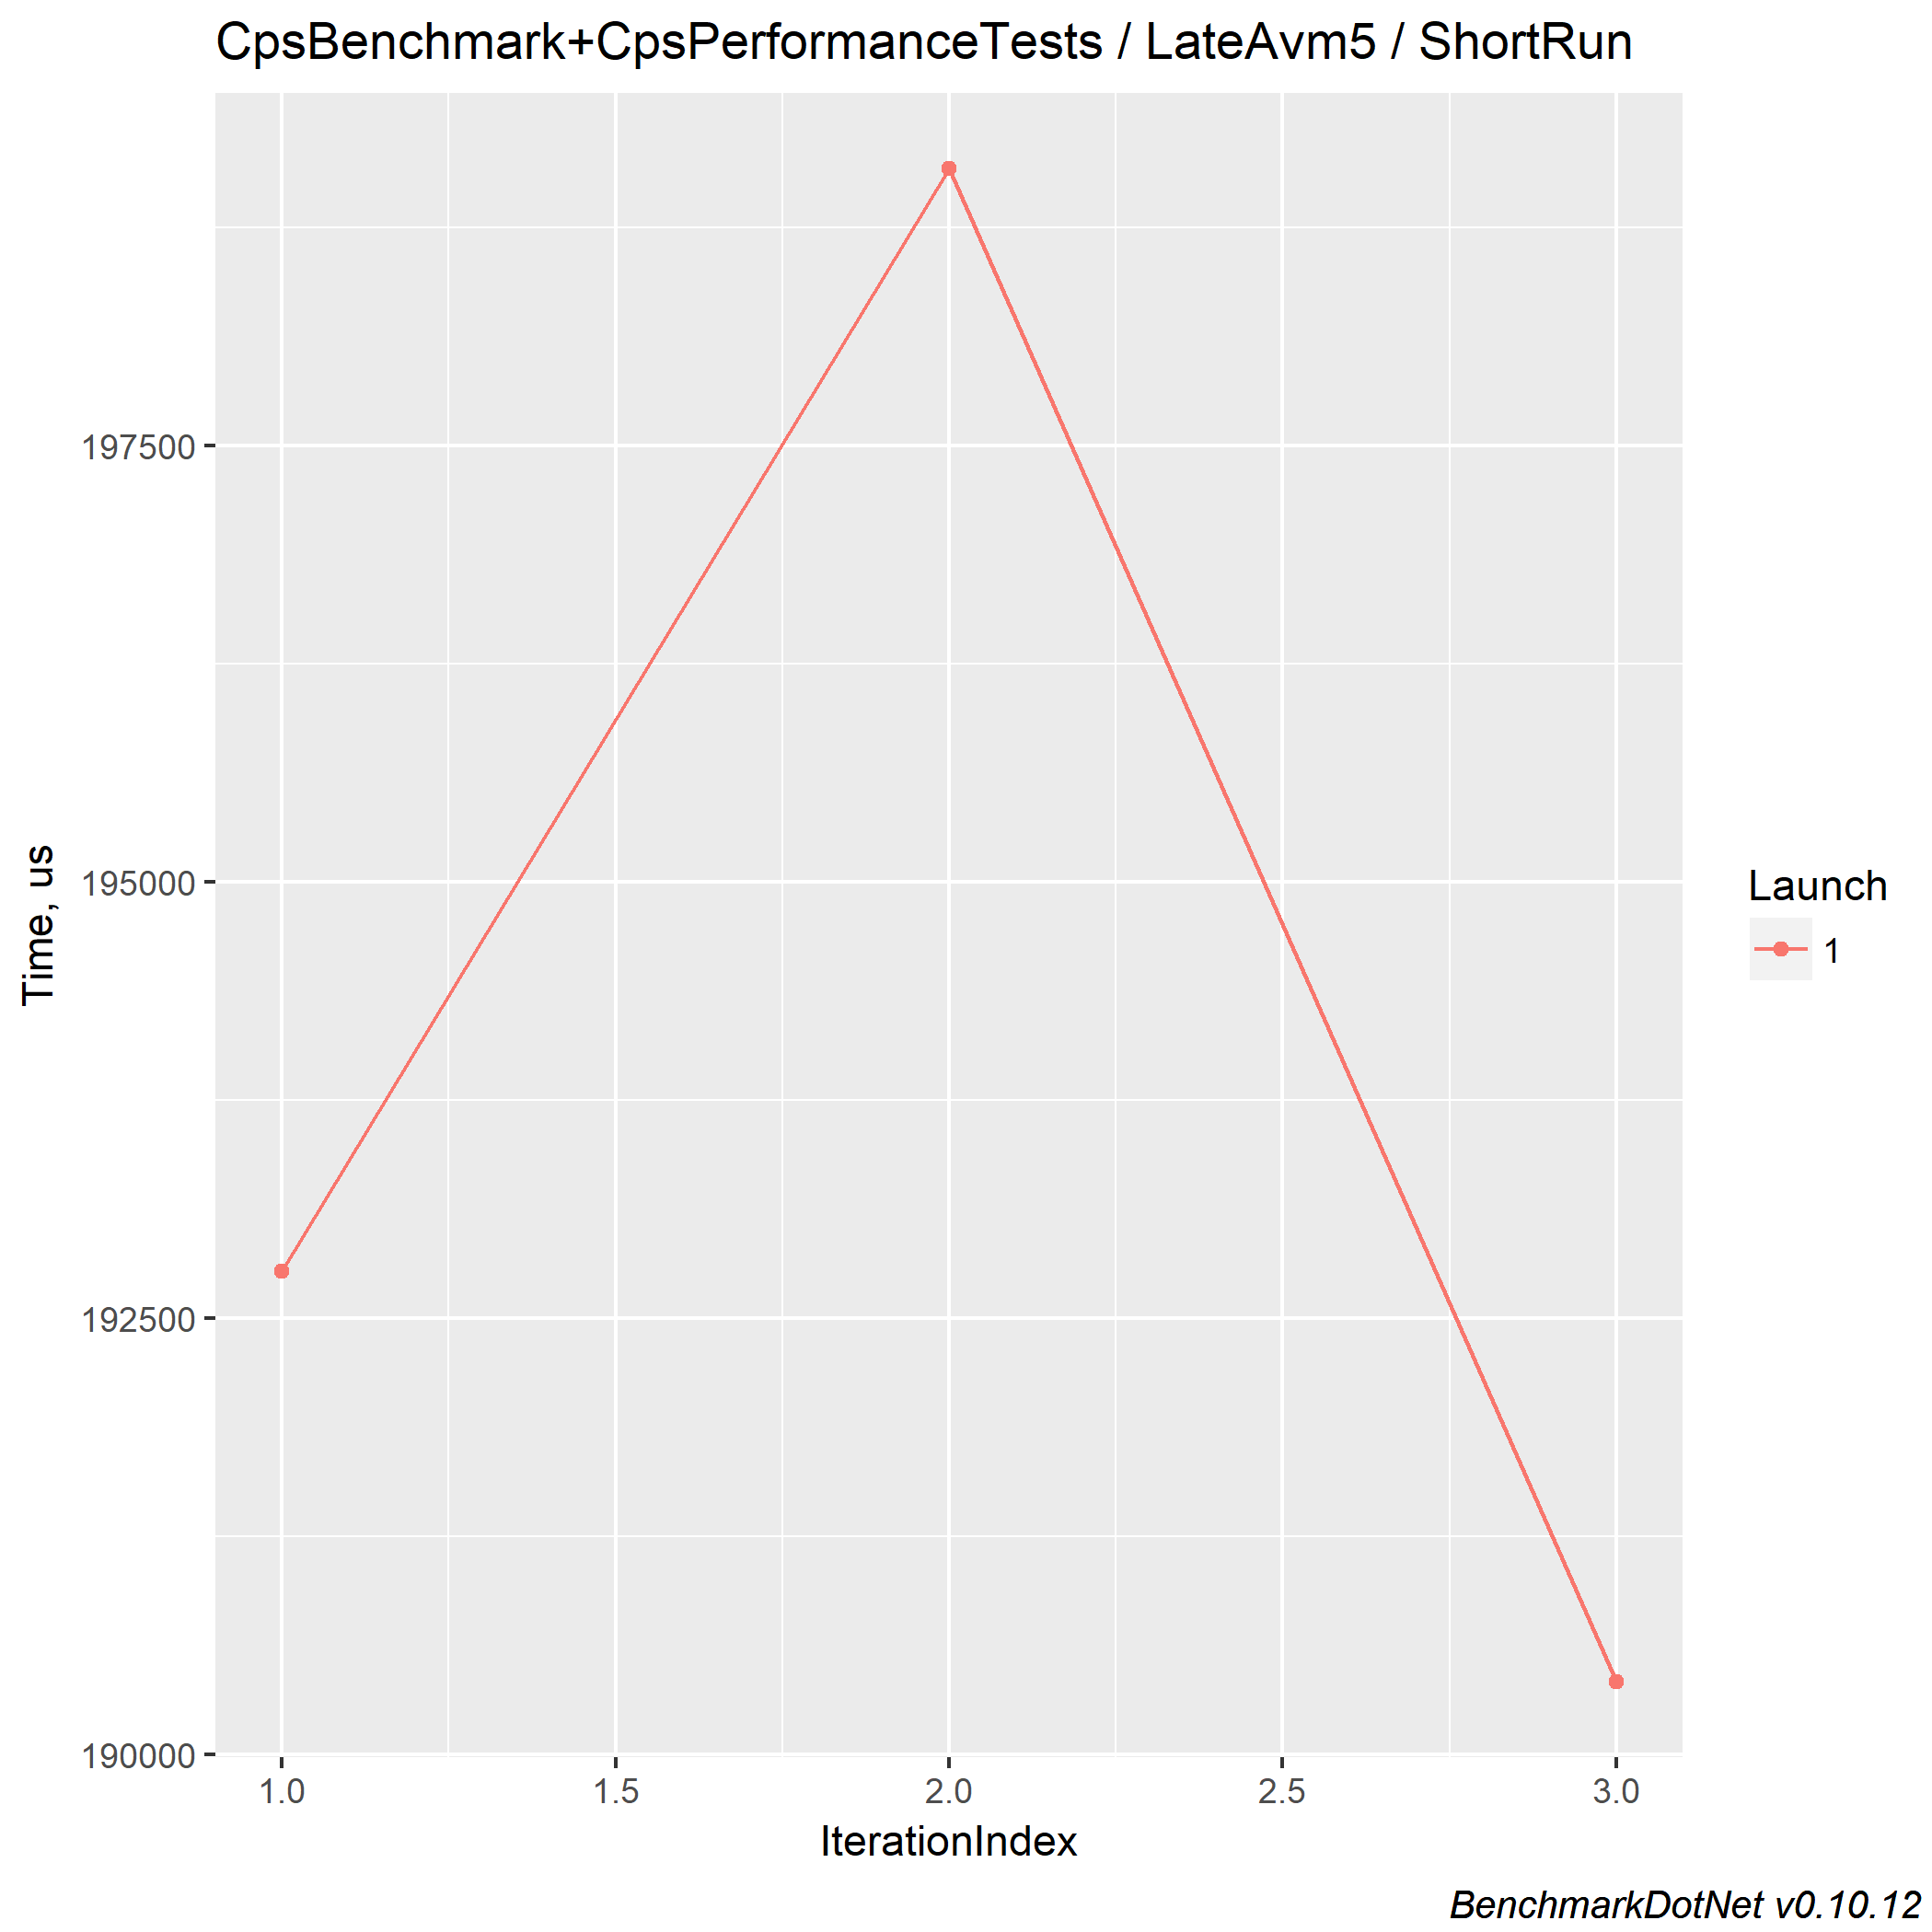 CpsBenchmark+CpsPerformanceTests / LateAvm5 / ShortRun
197500
195000
192500
190000
Time, us
1.0 1.5 2.0 2.5 3.0
IterationIndex
Launch
1
BenchmarkDotNet v0.10.12